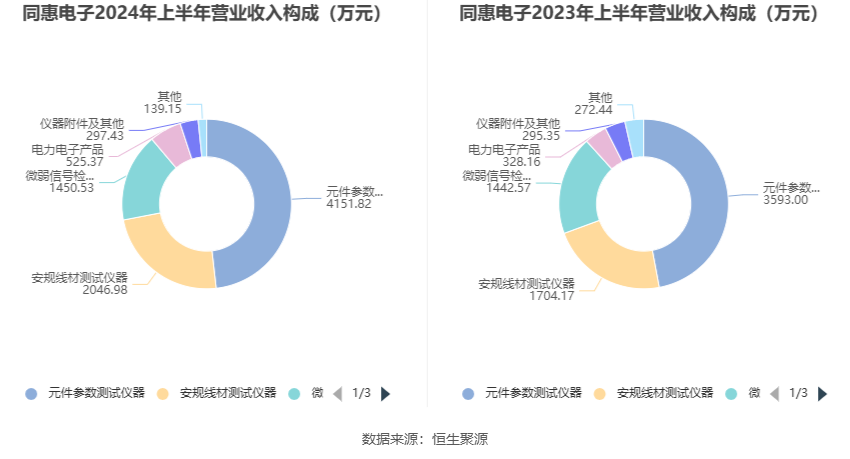 同惠电子2024年上半年营业收入构成（万元）
其他
139.15
仪器附件及其他
297.43
电力电子产品
525.37
微弱信号检...
1450.53
元件参数...
4151.82
安规线材测试仪器
2046.98
元件参数测试仪器
安规线材测试仪器
微
1/3
同惠电子2023年上半年营业收入构成（万元）
其他
272.44
仪器附件及其他
295.35
电力电子产品
328.16
微弱信号检...
1442.57
元件参数...
3593.00
安规线材测试仪器
1704.17
元件参数测试仪器
安规线材测试仪器
微
1/3
数据来源：恒生聚源